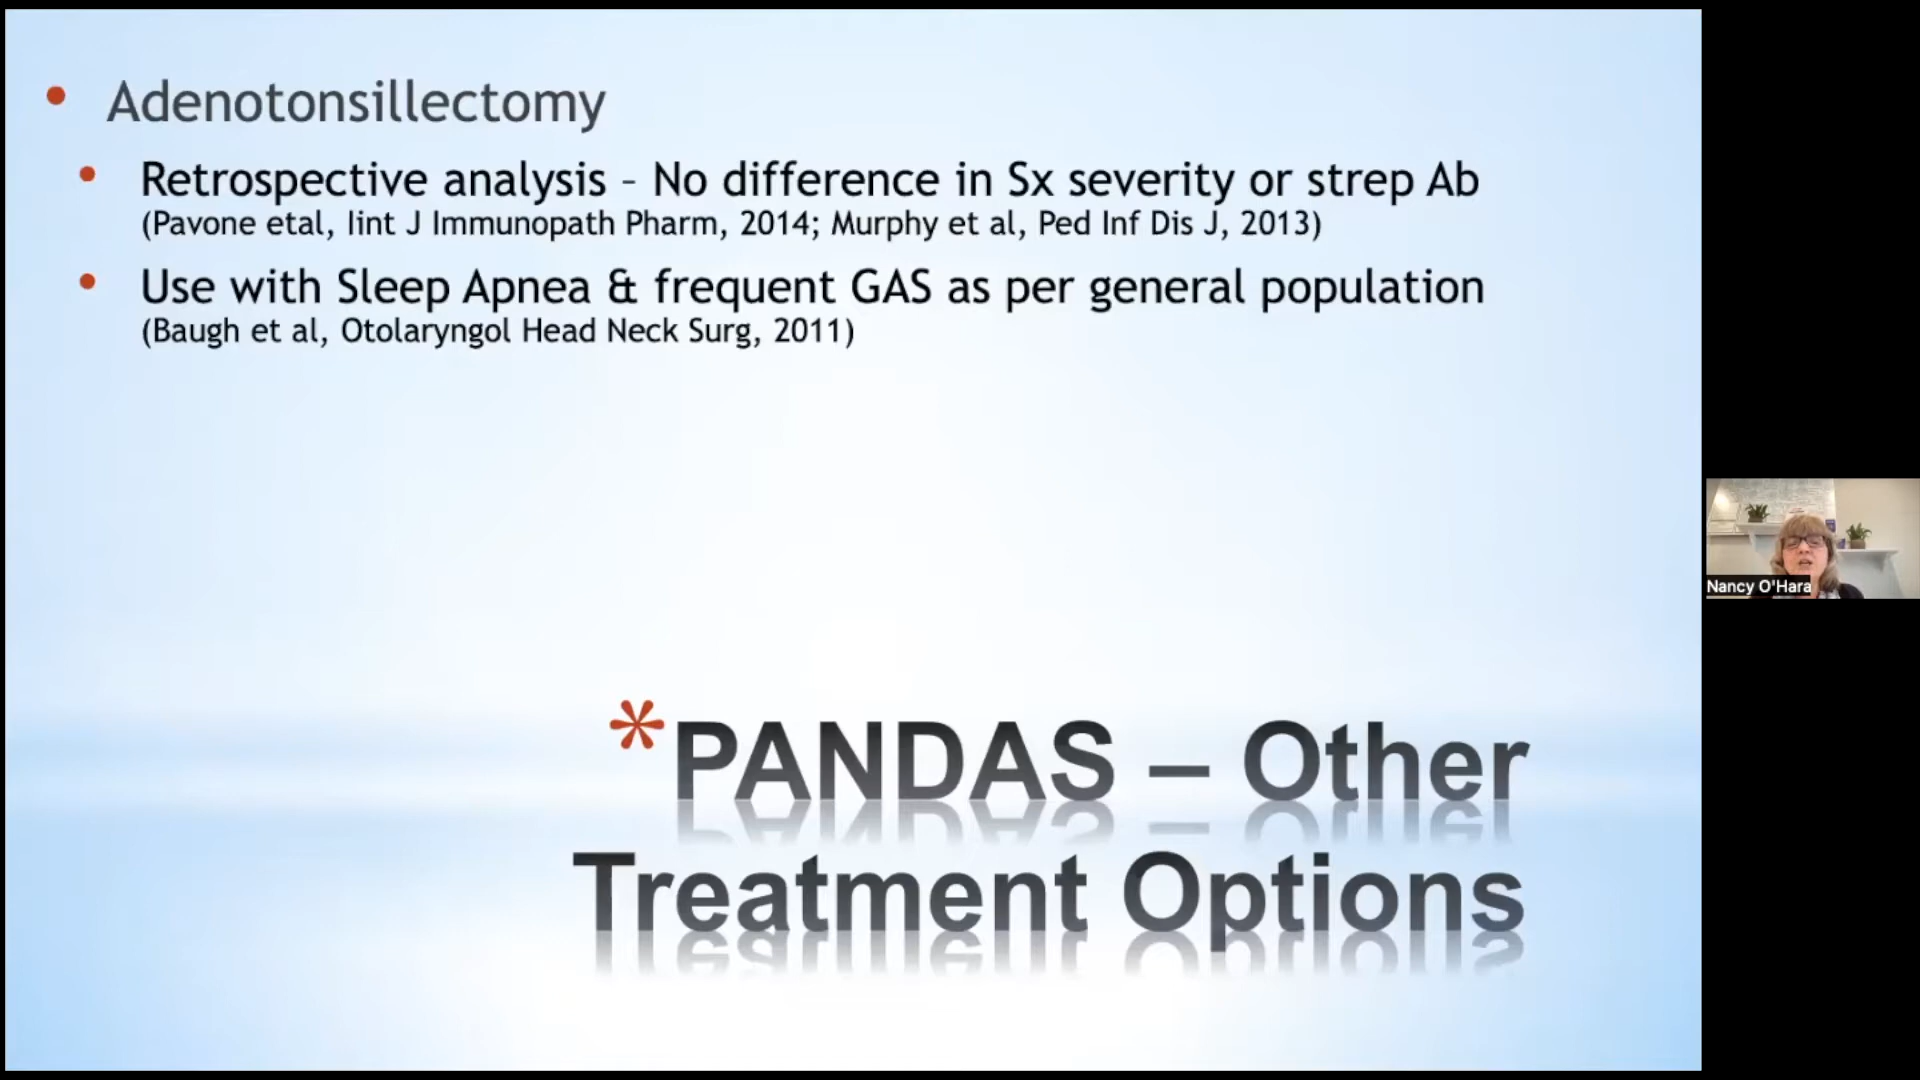 • Adenotonsillectomy
• Retrospective analysis – No difference in Sx severity or strep Ab
(Pavone etal, Iint J Immunopath Pharm, 2014; Murphy et al, Ped Inf Dis J, 2013)
• Use with Sleep Apnea & frequent GAS as per general population
(Baugh et al, Otolaryngol Head Neck Surg, 2011)
*PANDAS – Other
Treatment Options
Nancy O'Hara